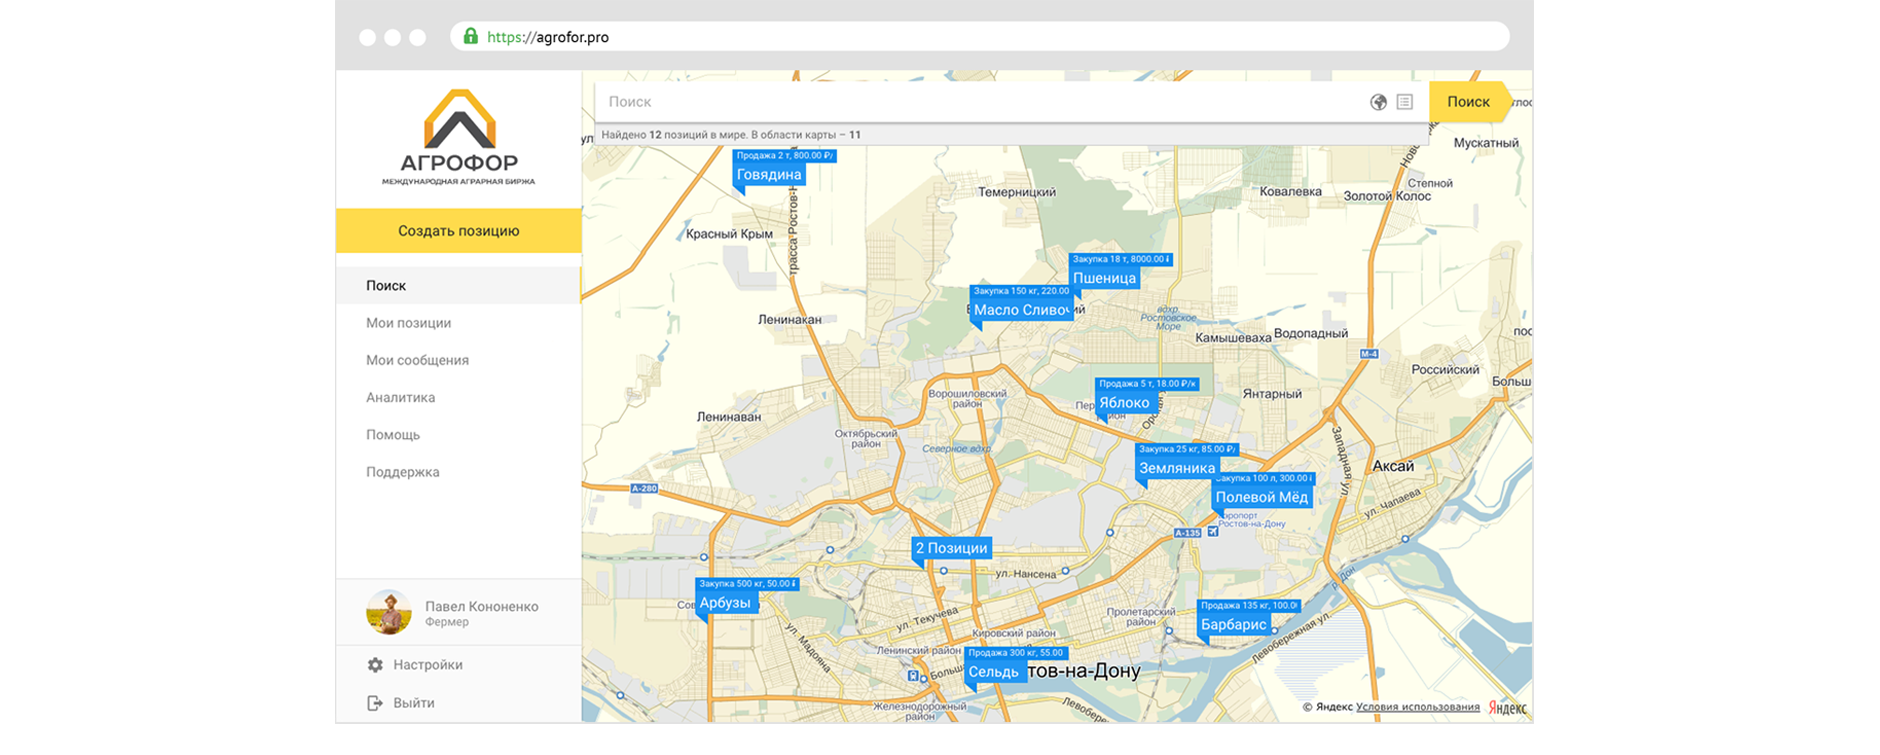 https://agrofor.pro
АГРОФОР
МЕЖДУНАРОДНАЯ АГРАРНАЯ БИРЖА
Создать позицию
Поиск
Мои позиции
Мои сообщения
Аналитика
Помощь
Поддержка
Павел Кононенко
Фермер
Настройки
Выйти
Поиск
Поиск
Найдено 12 позиций в мире. В области карты – 11
Мускатный
Продажа 2 т, 800.00 ₽/
Говядина
Темерницкий
Ковалевка
Степной
Золотой Колос
Красный Крым
трасса Ростов-Н
Ново
Закупка 18 т, 8000.00
Пшеница
Закупка 150 кг, 220.00
Масло Сливоч
ий
Ленинакан
вдхр.
Ростовское
Море
Камышеваха
Водопадный
М-4
Российский
Больш
Продажа 5 т, 18.00 ₽/к
Яблоко
Янтарный
Ворошиловский
район
Ленинаван
Октябрьский
район
Северное вдхр.
Закупка 25 кг, 85.00 ₽/
Земляника
Закупка 100 л, 300.00
Полевой Мёд
Западная ул.
Аксай
ул. Чапаева
А-280
эропорт
Ростов-на-Дону
А-135
2 Позиции
ул. Нансена
р. Дон
Закупка 500 кг, 50.00
Арбузы
Сов
ул. Текучева
Пролетарский
район
Продажа 135 кг, 100.0
Барбарис
Левобережная ул.
ул. Мадояна
Кировский район
Ленинский район
Продажа 300 кг, 55.00
Сельдь
тов-на-Дону
Больш
Железнодорожный
район
Левобережная
© Яндекс Условия использования
Яндекс